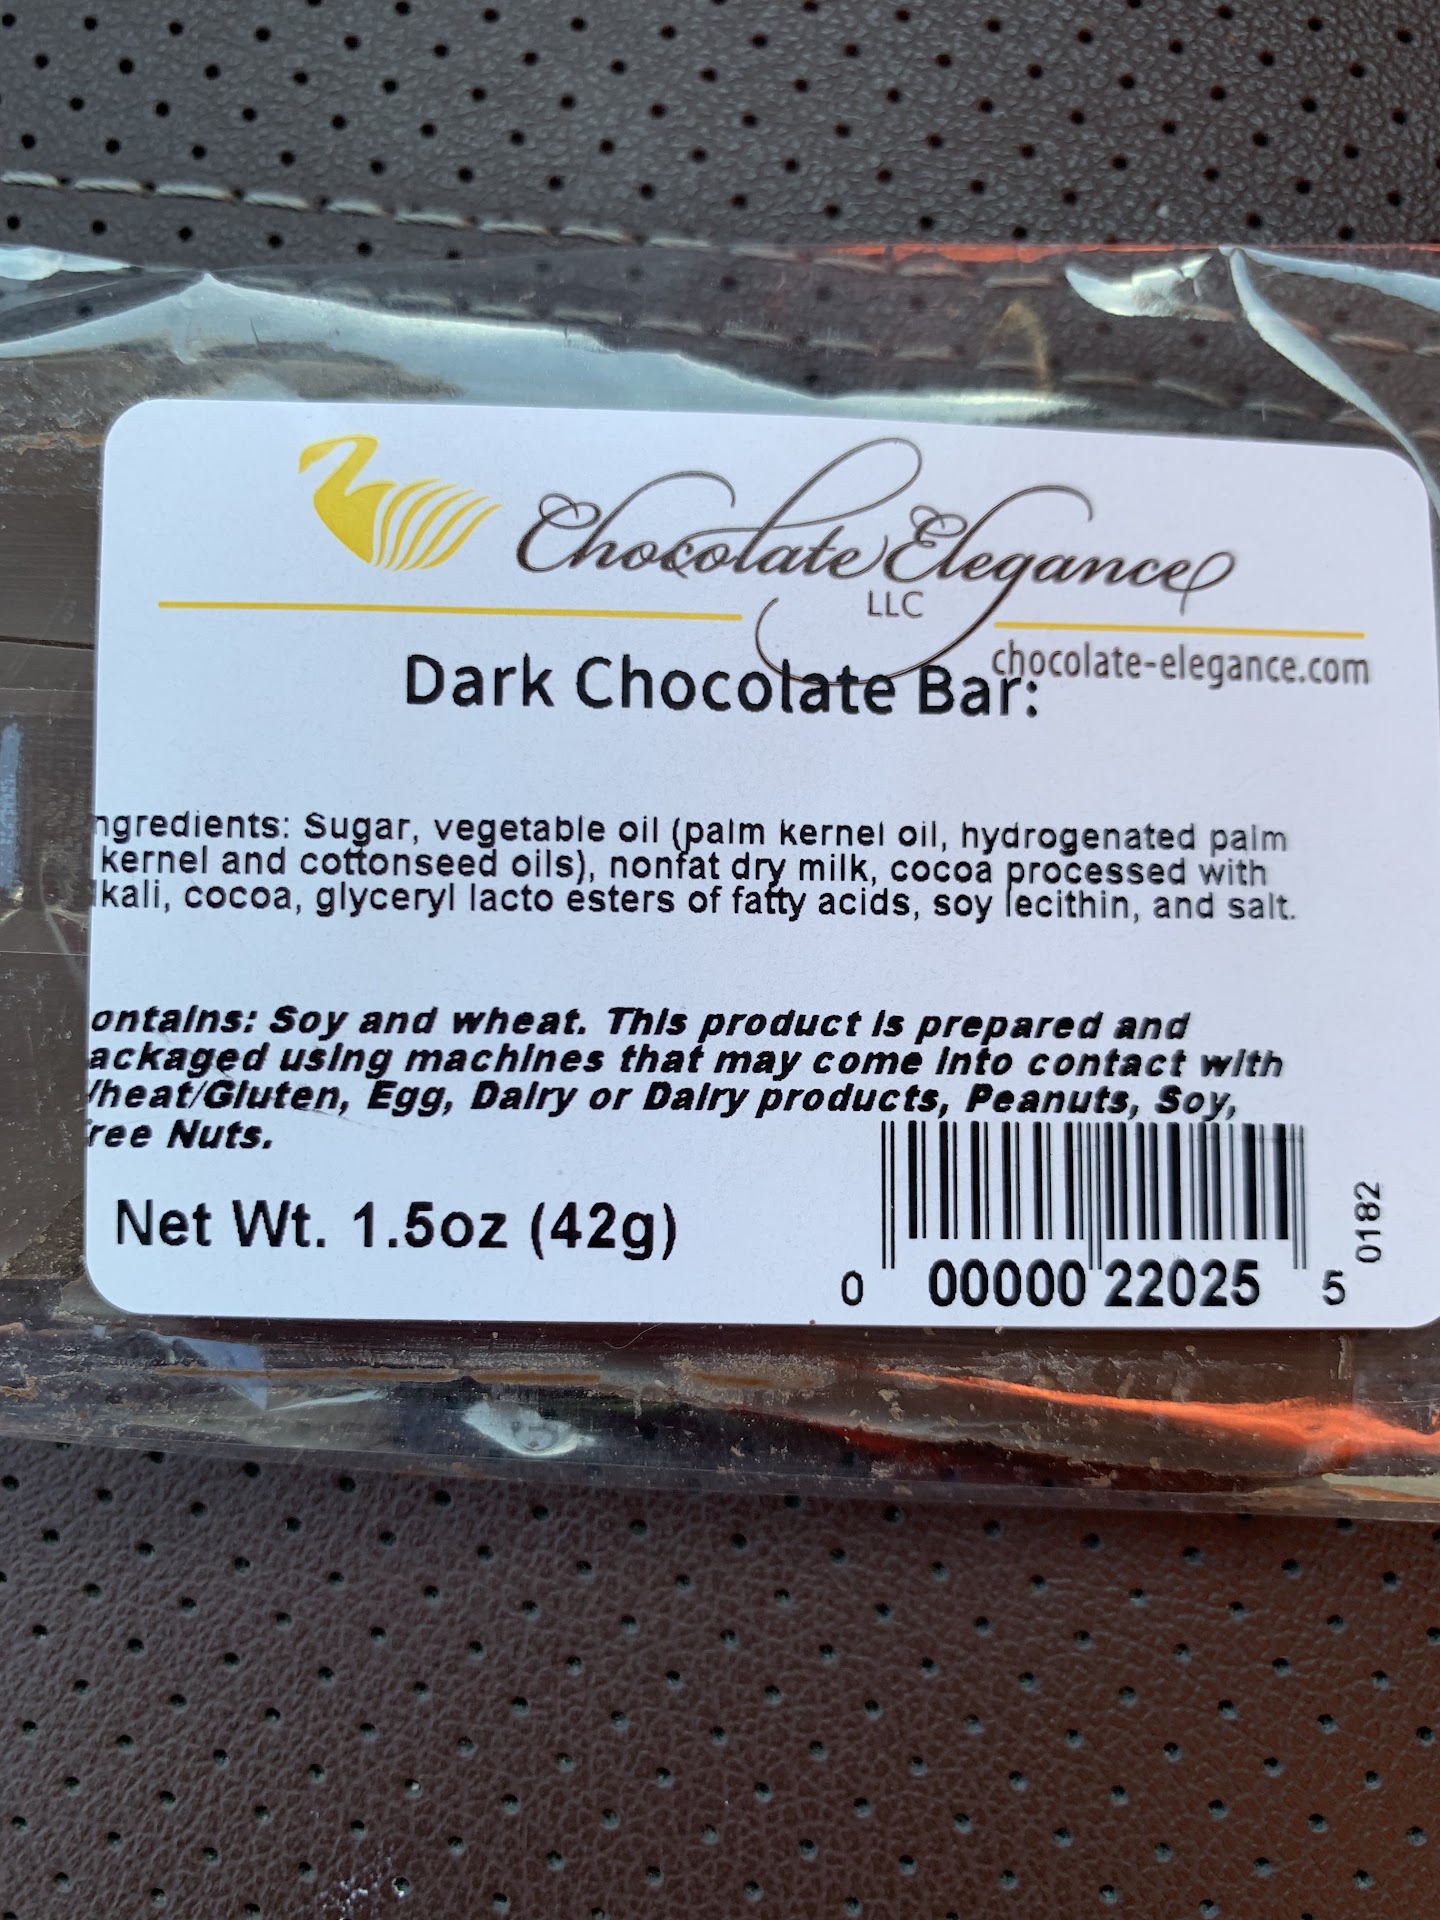 Chocolate Elegance
LLC
chocolate-elegance.com
Dark Chocolate Bar:
ngredients: Sugar, vegetable oil (palm kernel oil, hydrogenated palm
kernel and cottonseed oils), nonfat dry milk, cocoa processed with
lkali, cocoa, glyceryl lacto esters of fatty acids, soy lecithin, and salt.
ontains: Soy and wheat. This product is prepared and
ackaged using machines that may come into contact with
heat/Gluten, Egg, Dairy or Dairy products, Peanuts, Soy,
ree Nuts.
Net Wt. 1.5oz (42g)
0 00000 22025 5
0182